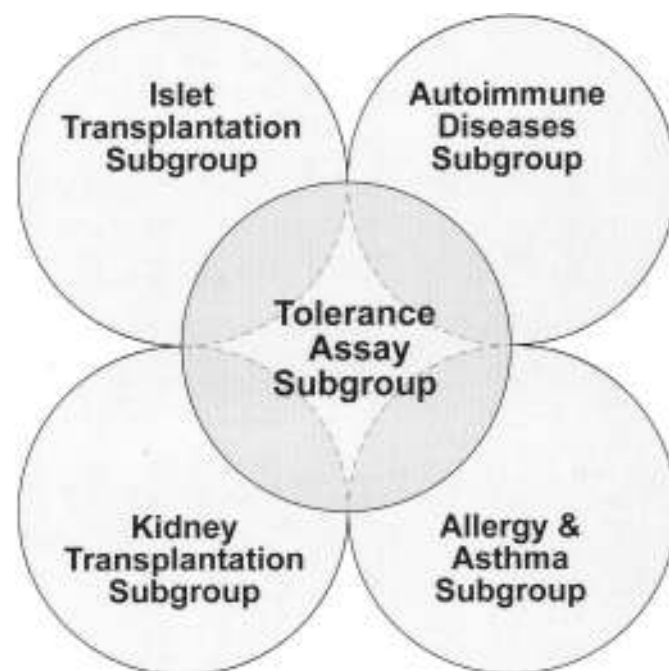 Islet
Transplantation
Subgroup
Autoimmune
Diseases
Subgroup
Tolerance
Assay
Subgroup
Kidney
Transplantation
Subgroup
Allergy &
Asthma
Subgroup